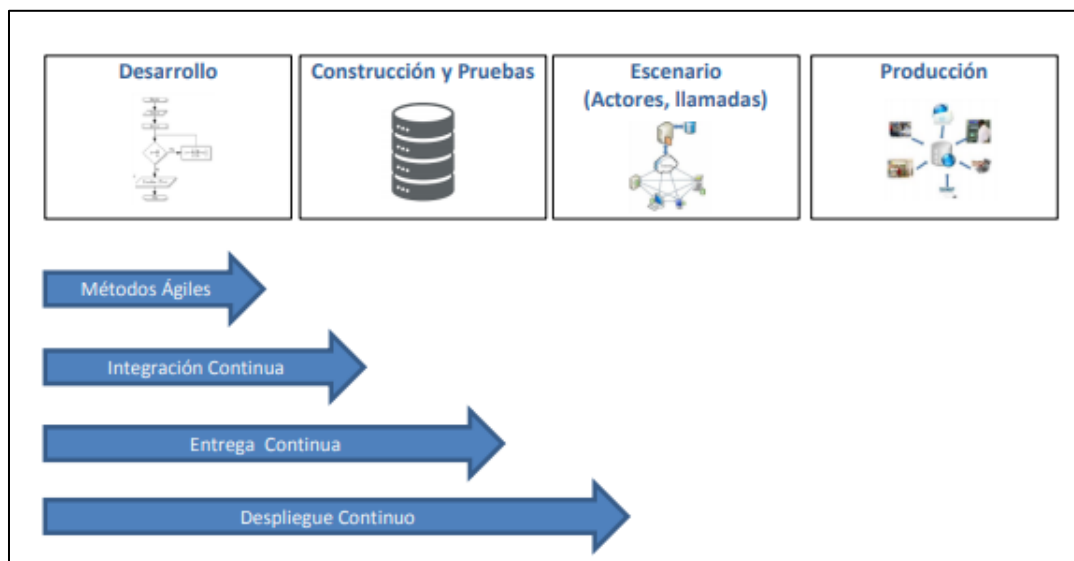 Desarrollo
Construcción y Pruebas
Escenario
(Actores, llamadas)
Producción
Métodos Ágiles
Integración Continua
Entrega Continua
Despliegue Continuo